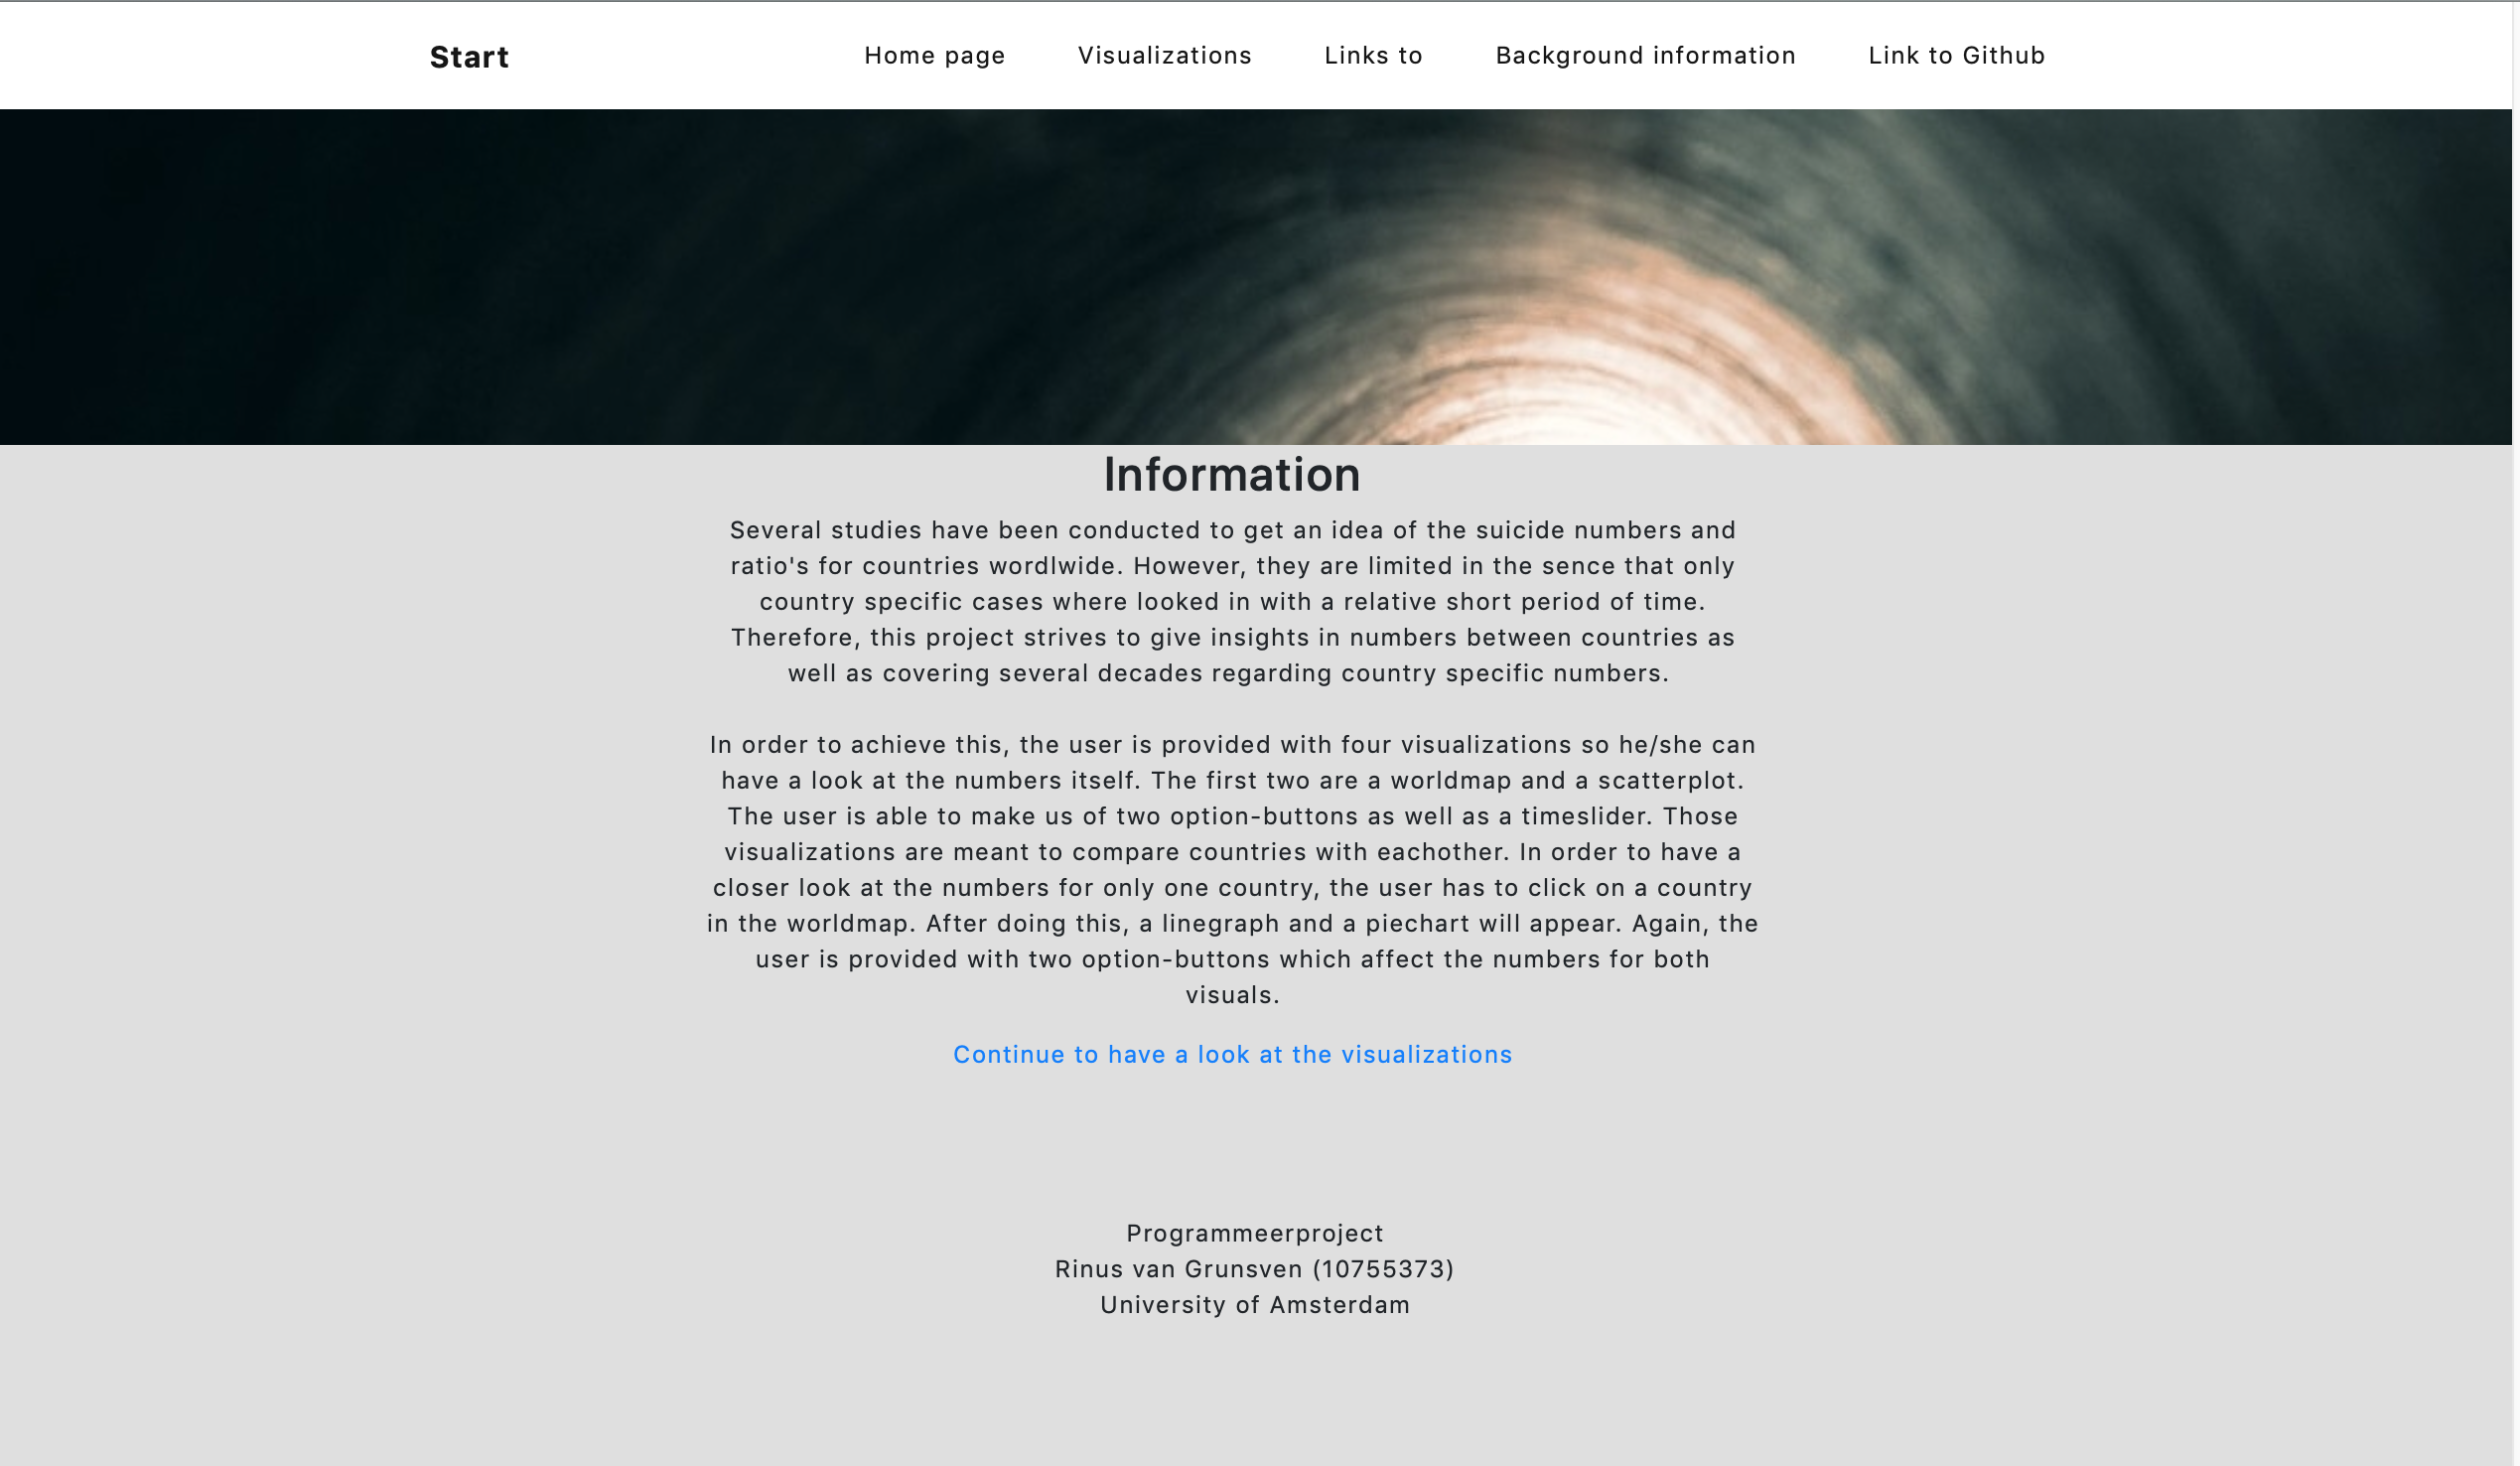 Start
Home page
Visualizations
Links to
Background information
Link to Github
Information
Several studies have been conducted to get an idea of the suicide numbers and
ratio's for countries wordlwide. However, they are limited in the sence that only
country specific cases where looked in with a relative short period of time.
Therefore, this project strives to give insights in numbers between countries as
well as covering several decades regarding country specific numbers.
In order to achieve this, the user is provided with four visualizations so he/she can
have a look at the numbers itself. The first two are a worldmap and a scatterplot.
The user is able to make us of two option-buttons as well as a timeslider. Those
visualizations are meant to compare countries with eachother. In order to have a
closer look at the numbers for only one country, the user has to click on a country
in the worldmap. After doing this, a linegraph and a piechart will appear. Again, the
user is provided with two option-buttons which affect the numbers for both
visuals.
Continue to have a look at the visualizations
Programmeerproject
Rinus van Grunsven (10755373)
University of Amsterdam